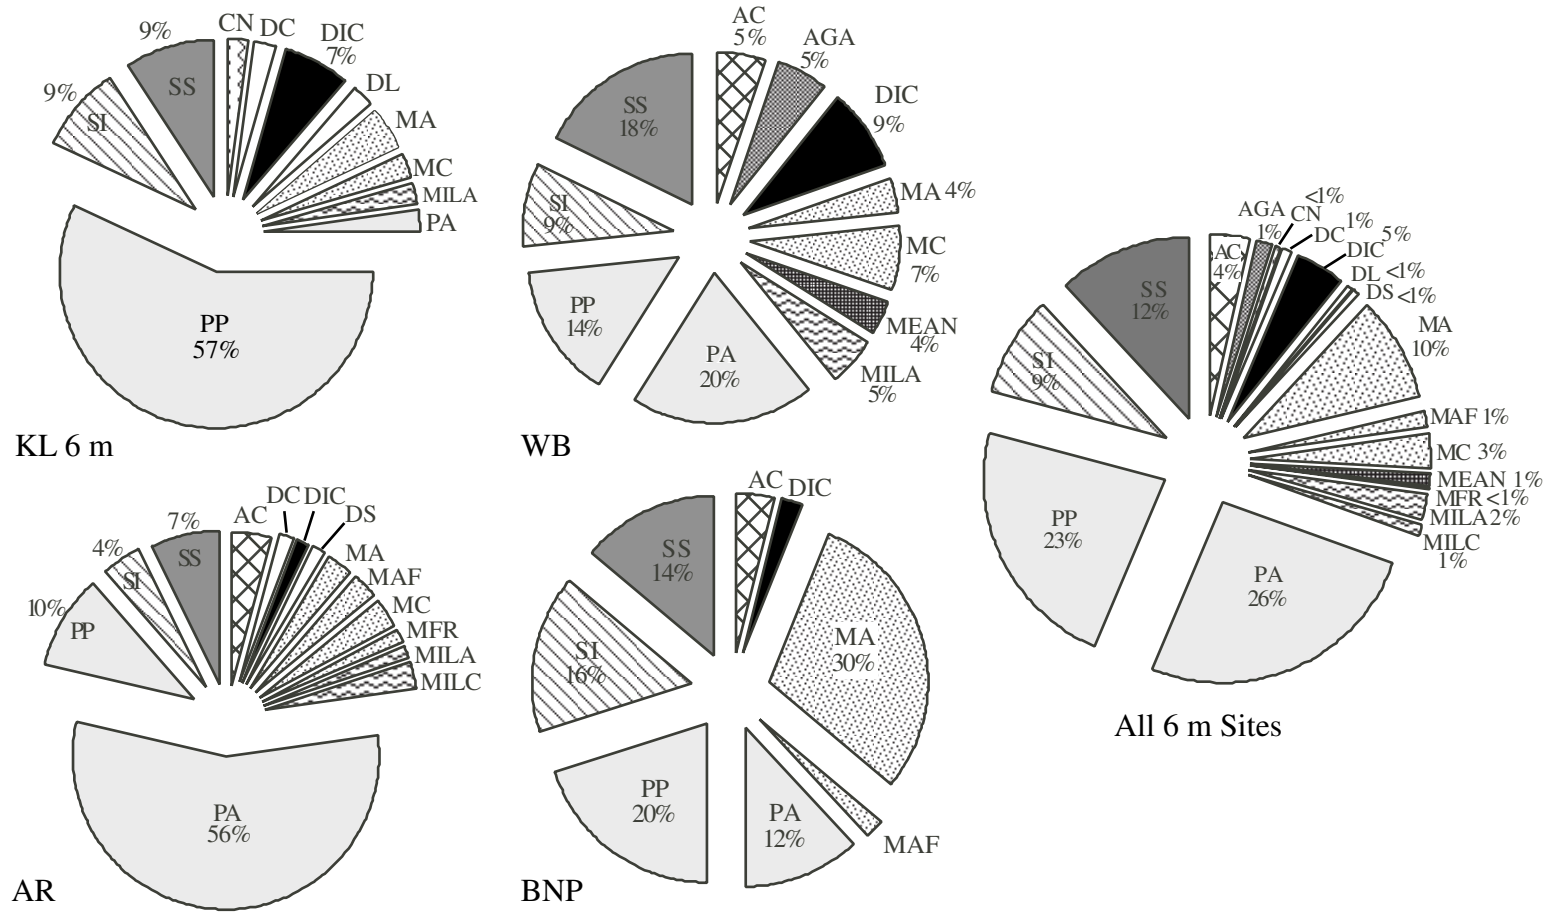 CN
DC
DIC
7%
DL
MA
MC
MILA
PA
PP
57%
9%
SI
9%
SS
KL 6 m
AC
5%
AGA
5%
DIC
9%
MA 4%
MC
7%
MEAN
4%
MILA
5%
PA
20%
PP
14%
SI
9%
SS
18%
WB
AC
DC
DIC
DS
MA
MAF
MC
MFR
MILA
MILC
PA
56%
10%
PP
4%
SI
7%
SS
AR
AC
DIC
MA
30%
MAF
PA
12%
PP
20%
SI
16%
SS
14%
BNP
AC
4%
AGA
1%
CN
<1%
DC
1%
DIC
5%
DL <1%
DS <1%
MA
10%
MAF 1%
MC 3%
MEAN 1%
MFR <1%
MILA 2%
MILC
1%
PA
26%
PP
23%
SI
9%
SS
12%
All 6 m Sites